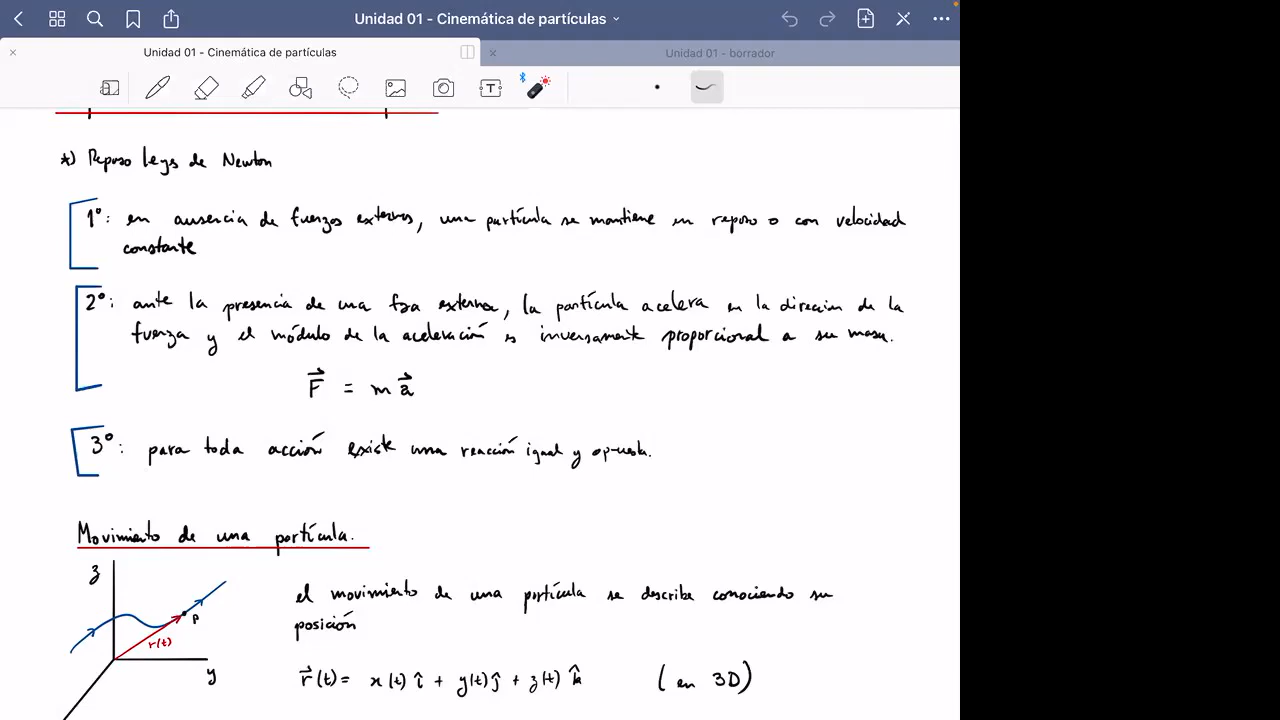 Unidad 01 - Cinemática de partículas
Unidad 01 - Cinemática de partículas
Unidad 01 - borrador
*) Repaso leyes de Newton
1º: en ausencia de fuerzas externas, una partícula se mantiene en reposo o con velocidad
constante
2º: ante la presencia de una fza externa, la partícula acelera en la direccion de la
fuerza y el módulo de la aceleración es inversamente proporcional a su masa.
F⃗ = m a⃗
3º: para toda acción existe una reacción igual y opuesta.
Movimiento de una partícula.
z
P
r(t)
y
el movimiento de una partícula se describe conociendo su
posición
r⃗(t) = x(t) î + y(t) ĵ + z(t) k̂ (en 3D)